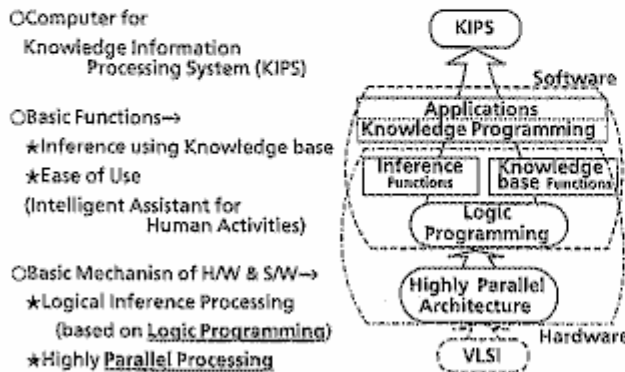 ○Computer for
Knowledge Information
Processing System (KIPS)
○Basic Functions→
★Inference using Knowledge base
★Ease of Use
(Intelligent Assistant for
Human Activities)
○Basic Mechanisn of H/W & S/W→
★Logical Inference Processing
(based on Logic Programming)
★Highly Parallel Processing
KIPS
Software
Applications
Knowledge Programming
Inference
Functions
Knowledge
base Functions
Logic
Programming
Highly Parallel
Architecture
Hardware
VLSI